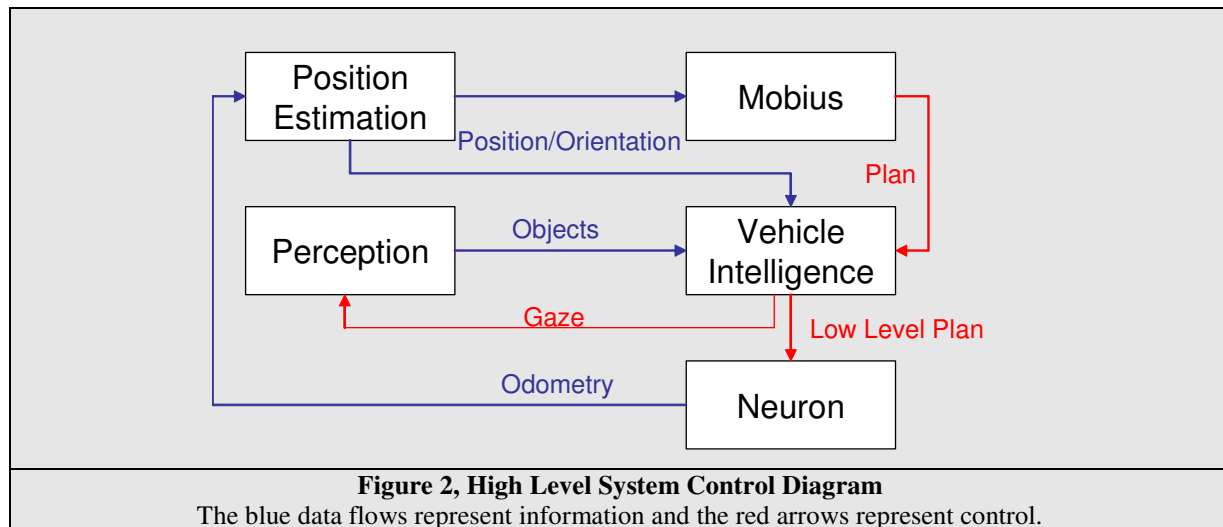 Position
Estimation
Mobius
Position/Orientation
Plan
Perception
Objects
Vehicle
Intelligence
Gaze
Low Level Plan
Odometry
Neuron
Figure 2, High Level System Control Diagram
The blue data flows represent information and the red arrows represent control.